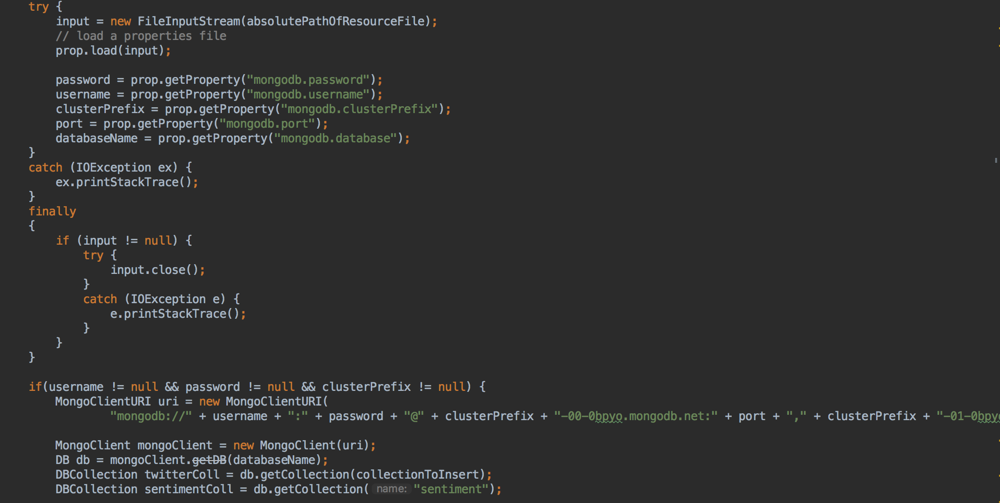 try {
input = new FileInputStream(absolutePathOfResourceFile);
// load a properties file
prop.load(input);
password = prop.getProperty("mongodb.password");
username = prop.getProperty("mongodb.username");
clusterPrefix = prop.getProperty("mongodb.clusterPrefix");
port = prop.getProperty("mongodb.port");
databaseName = prop.getProperty("mongodb.database");
}
catch (IOException ex) {
ex.printStackTrace();
}
finally
{
if (input != null) {
try {
input.close();
}
catch (IOException e) {
e.printStackTrace();
}
}
}
if(username != null && password != null && clusterPrefix != null) {
MongoClientURI uri = new MongoClientURI(
"mongodb://" + username + ":" + password + "@" + clusterPrefix + "-00-0bpyo.mongodb.net:" + port + "," + clusterPrefix + "-01-0bpyo
MongoClient mongoClient = new MongoClient(uri);
DB db = mongoClient.getDB(databaseName);
DBCollection twitterColl = db.getCollection(collectionToInsert);
DBCollection sentimentColl = db.getCollection( name: "sentiment");